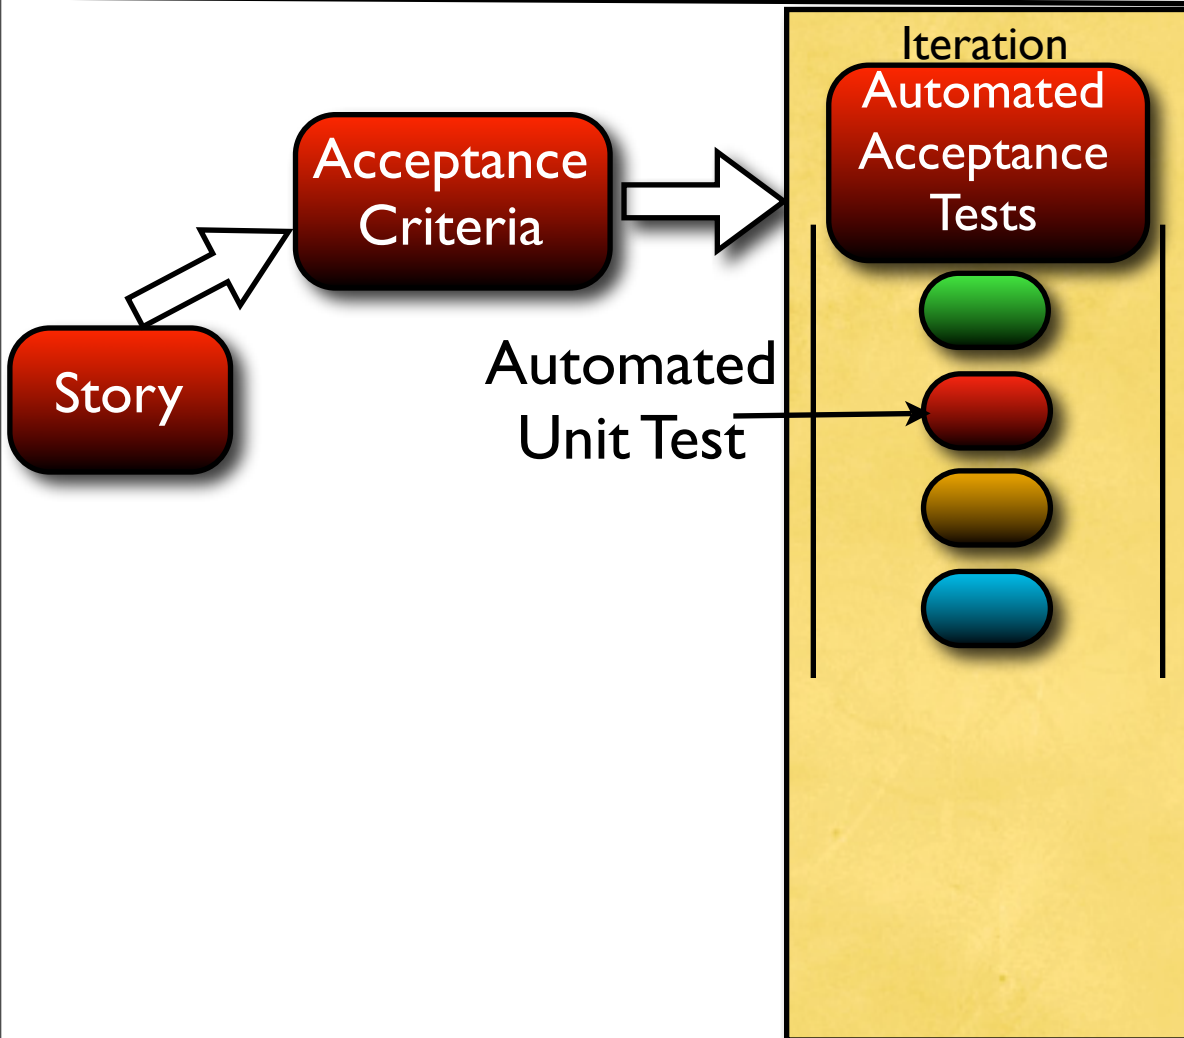 Iteration
Automated
Acceptance
Tests
Acceptance
Criteria
Story
Automated
Unit Test